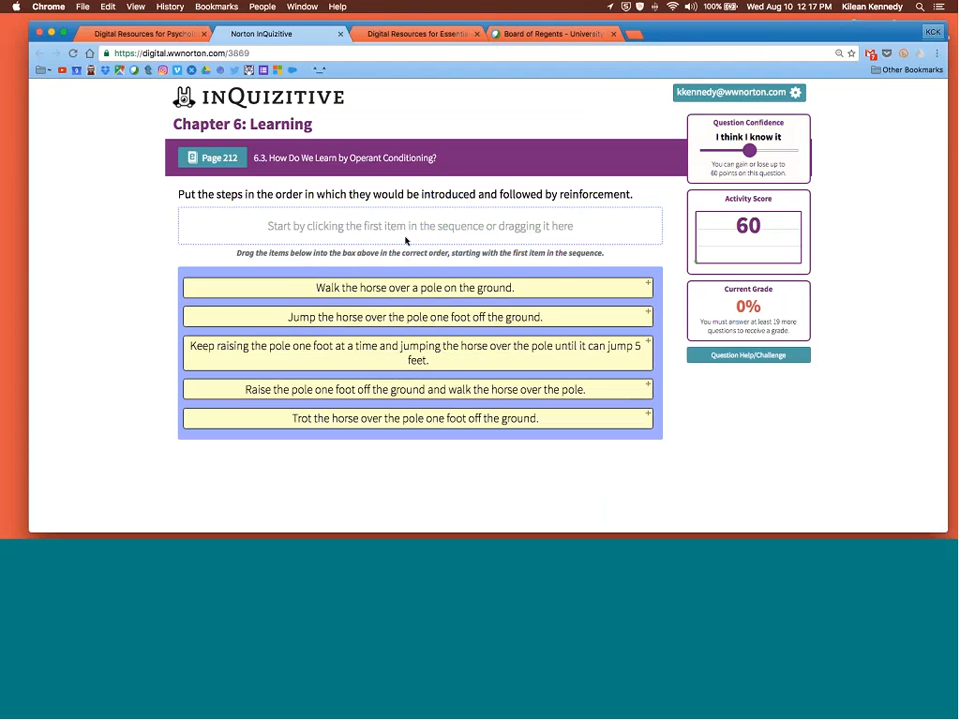 Chrome File Edit View History Bookmarks People Window Help 100% Wed Aug 10 12:17 PM Kilean Kennedy
Digital Resources for Psychol Norton InQuizitive Digital Resources for Essential Board of Regents - University KCK
https://digital.wwnorton.com/3869
Other Bookmarks
INQUIZITIVE
kkennedy@wwnorton.com
Chapter 6: Learning
Page 212 6.3. How Do We Learn by Operant Conditioning?
Put the steps in the order in which they would be introduced and followed by reinforcement.
Start by clicking the first item in the sequence or dragging it here
Drag the items below into the box above in the correct order, starting with the first item in the sequence.
Walk the horse over a pole on the ground.
Jump the horse over the pole one foot off the ground.
Keep raising the pole one foot at a time and jumping the horse over the pole until it can jump 5
feet.
Raise the pole one foot off the ground and walk the horse over the pole.
Trot the horse over the pole one foot off the ground.
Question Confidence
I think I know it
You can gain or lose up to
60 points on this question.
Activity Score
60
Current Grade
0%
You must answer at least 19 more
questions to receive a grade.
Question Help/Challenge